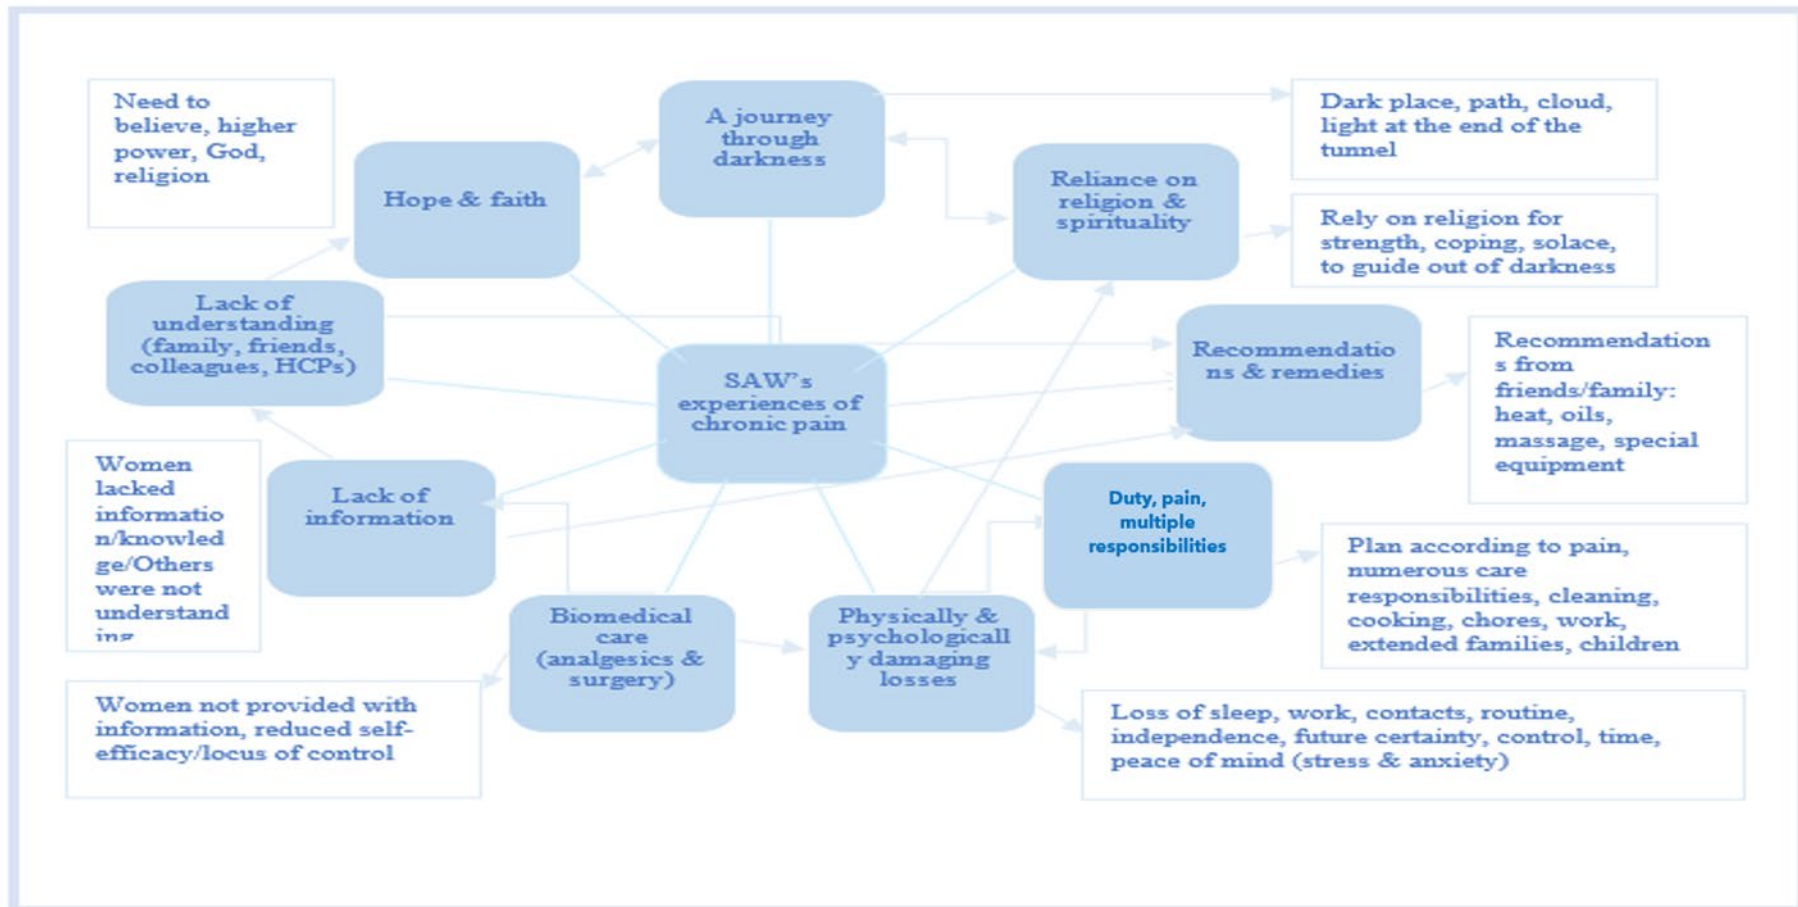 Need to
believe, higher
power, God,
religion
Hope & faith
A journey
through
darkness
Dark place, path, cloud,
light at the end of the
tunnel
Reliance on
religion &
spirituality
Rely on religion for
strength, coping, solace,
to guide out of darkness
Lack of
understanding
(family, friends,
colleagues, HCPs)
SAW's
experiences of
chronic pain
Recommendatio
ns & remedies
Recommendation
s from
friends/family:
heat, oils,
massage, special
equipment
Women
lacked
informatio
n/knowled
ge/Others
were not
understand
ing
Lack of
information
Duty, pain,
multiple
responsibilities
Plan according to pain,
numerous care
responsibilities, cleaning,
cooking, chores, work,
extended families, children
Biomedical
care
(analgesics &
surgery)
Physically &
psychologicall
y damaging
losses
Women not provided with
information, reduced self-
efficacy/locus of control
Loss of sleep, work, contacts, routine,
independence, future certainty, control, time,
peace of mind (stress & anxiety)